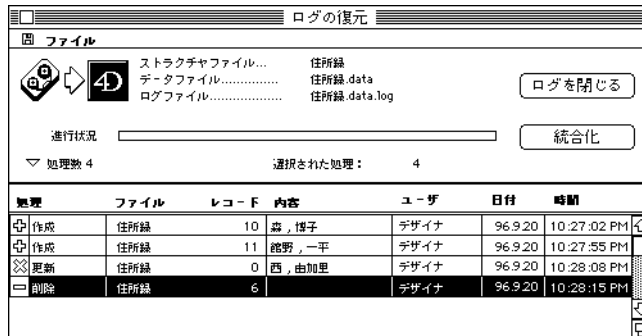 ログの復元
ファイル
ストラクチャファイル... 住所録
データファイル............... 住所録.data
ログファイル.................. 住所録.data.log
4D
ログを閉じる
進行状況
統合化
処理数 4 選択された処理： 4
処理 ファイル レコード 内容 ユーザ 日付 時間
作成 住所録 10 森 , 博子 デザイナ 96.9.20 10:27:02 PM
作成 住所録 11 館野 , 一平 デザイナ 96.9.20 10:27:55 PM
更新 住所録 0 西 , 由加里 デザイナ 96.9.20 10:28:08 PM
削除 住所録 6 デザイナ 96.9.20 10:28:15 PM